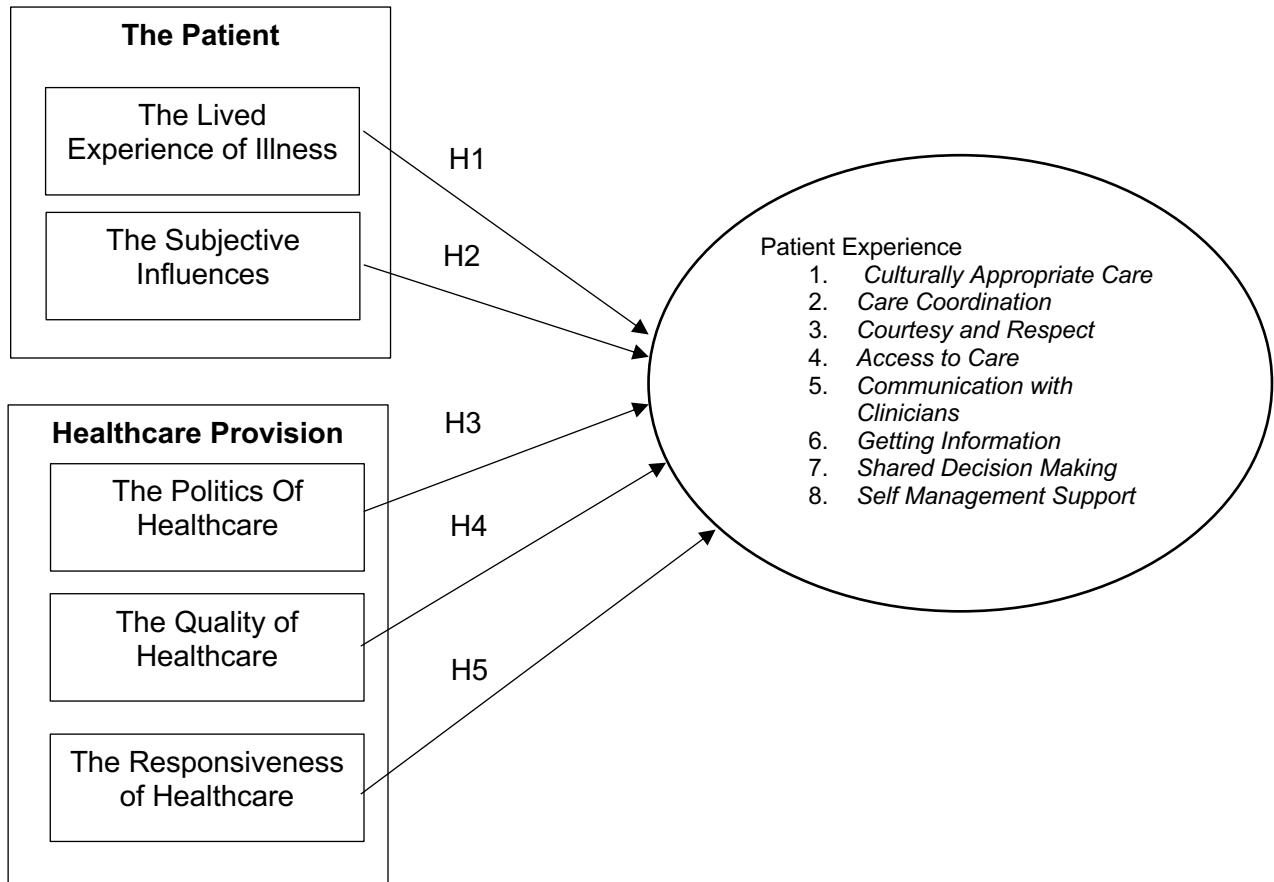 The Patient
The Lived
Experience of Illness
The Subjective
Influences
H1
H2
Healthcare Provision
The Politics Of
Healthcare
The Quality of
Healthcare
The Responsiveness
of Healthcare
H3
H4
H5
Patient Experience
1. Culturally Appropriate Care
2. Care Coordination
3. Courtesy and Respect
4. Access to Care
5. Communication with
Clinicians
6. Getting Information
7. Shared Decision Making
8. Self Management Support